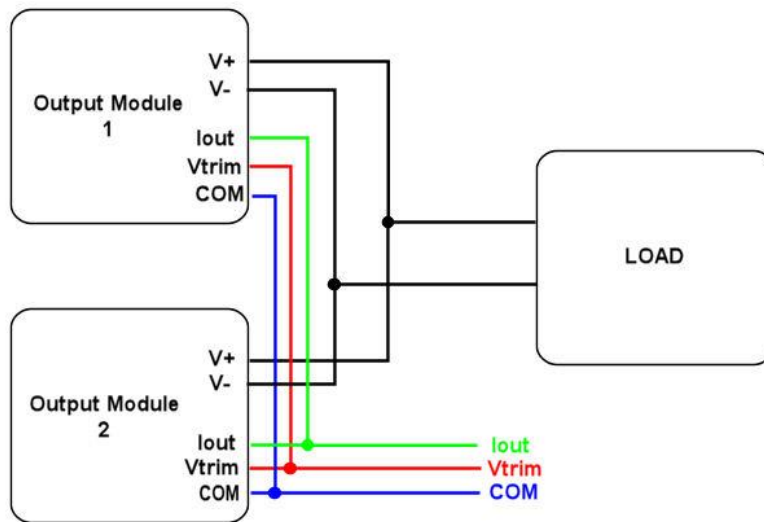 V+
V-
Output Module
1
Iout
Vtrim
COM
LOAD
V+
V-
Output Module
2
Iout
Vtrim
COM
Iout
Vtrim
COM